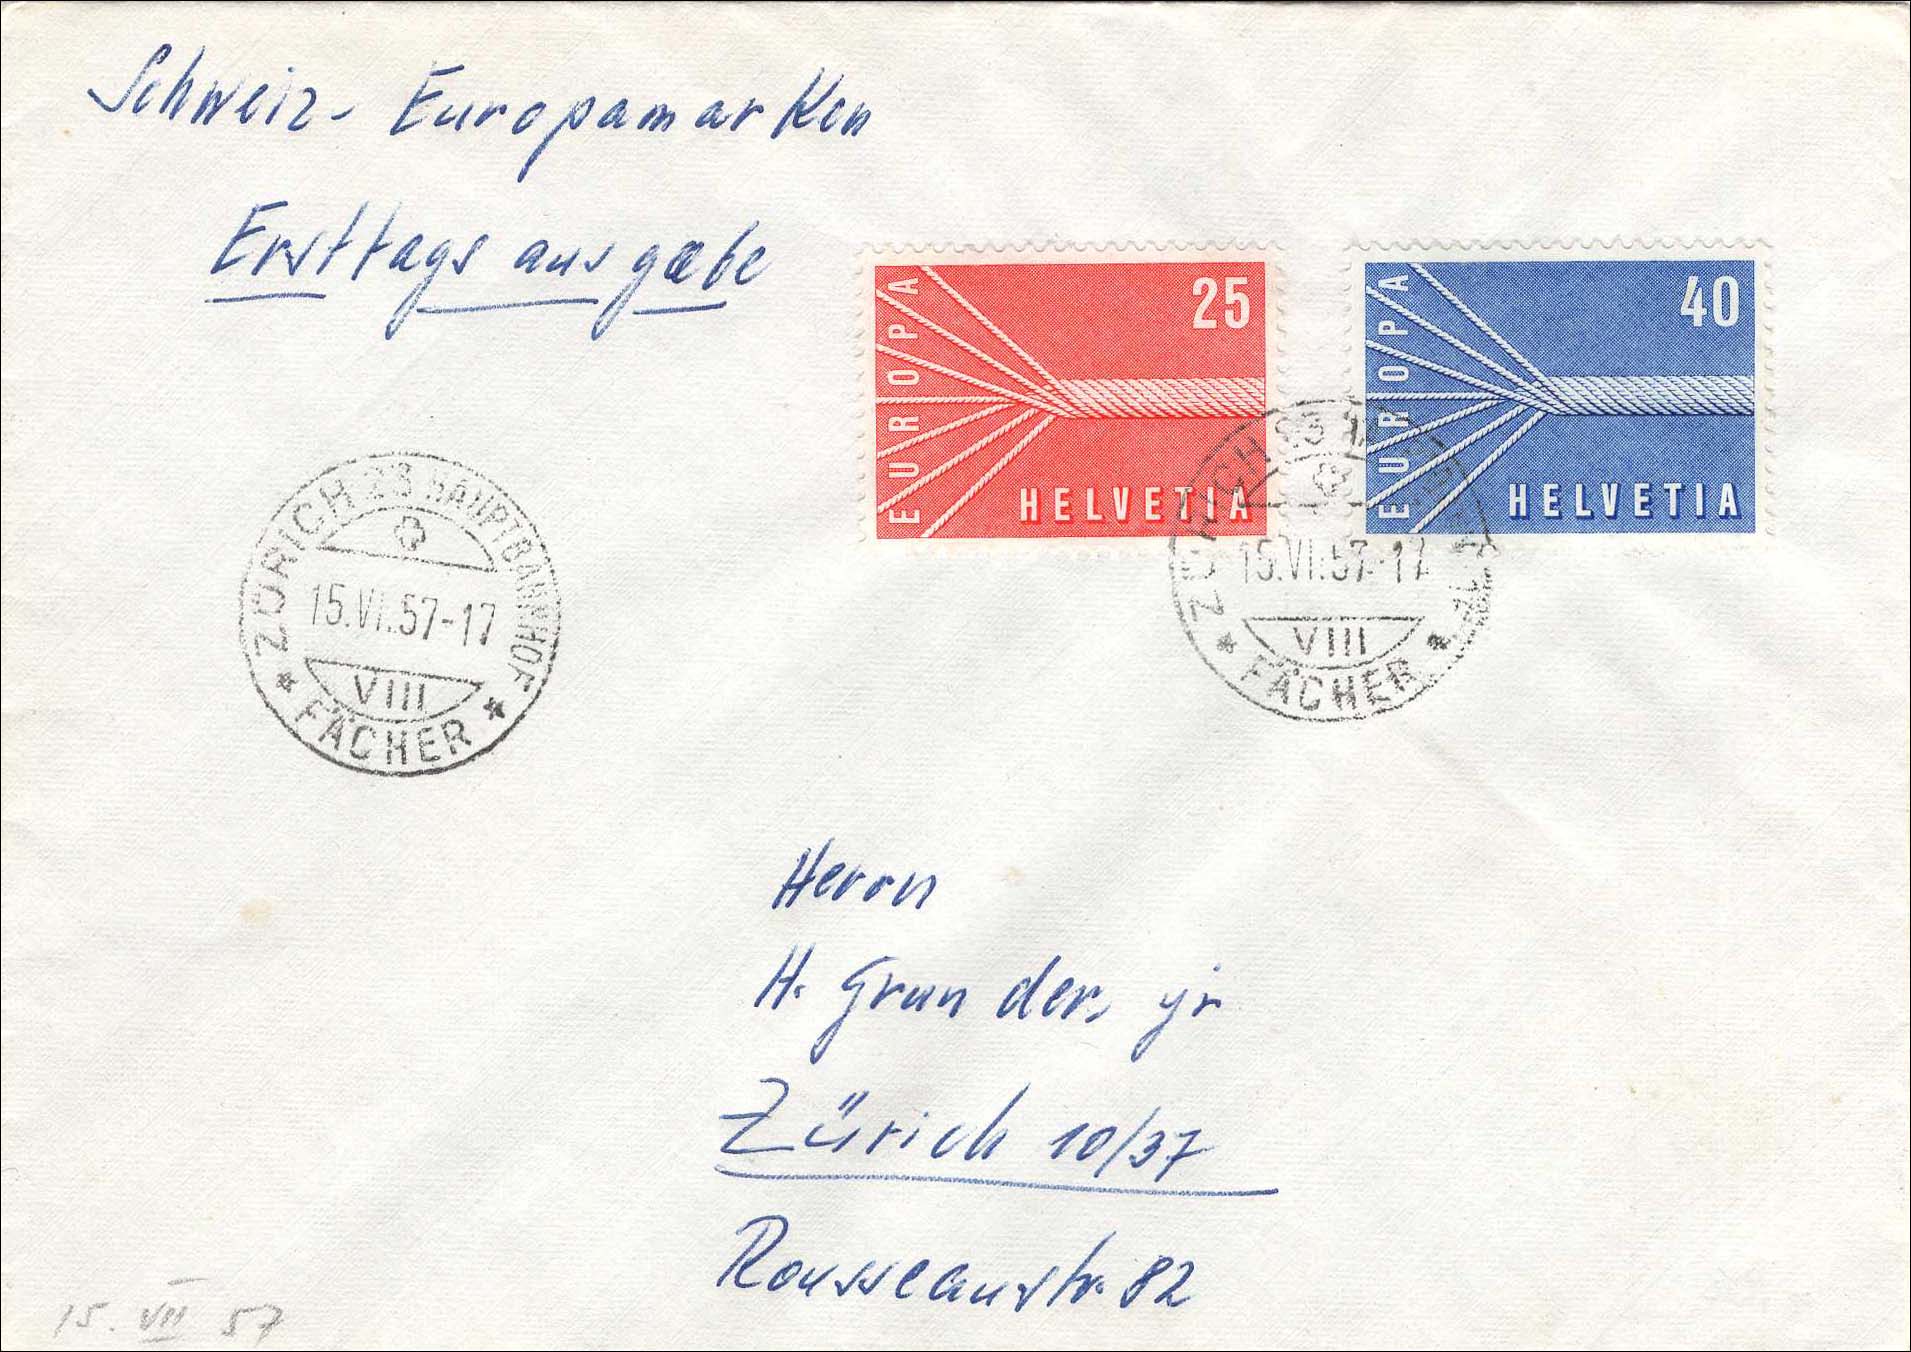 Schweiz- Europamarken
Ersttagsausgabe
EUROPA
25
HELVETIA
EUROPA
40
HELVETIA
ZÜRICH 23 HAUPTBAHNHOF
15.VI.57-17
VIII
FÄCHER
15.VI.57-17
VIII
FÄCHER
Herrn
H. Grunder, jr
Zürich 10/37
Rousseaustr. 82
15. VII 57